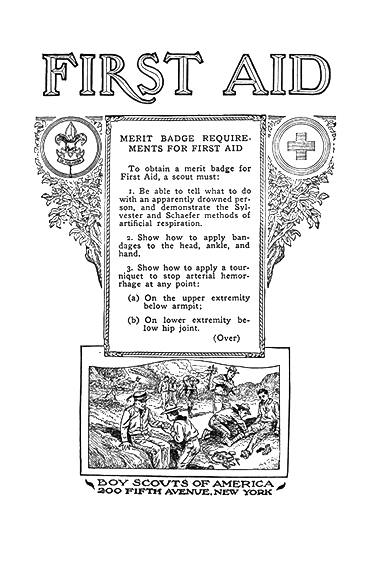 FIRST AID
MERIT BADGE REQUIRE-
MENTS FOR FIRST AID
To obtain a merit badge for
First Aid, a scout must:
1. Be able to tell what to do
with an apparently drowned per-
son, and demonstrate the Syl-
vester and Schaefer methods of
artificial respiration.
2. Show how to apply ban-
dages to the head, ankle, and
hand.
3. Show how to apply a tour-
niquet to stop arterial hemor-
rhage at any point:
(a) On the upper extremity
below armpit;
(b) On lower extremity be-
low hip joint.
(Over)
BOY SCOUTS OF AMERICA
200 FIFTH AVENUE, NEW YORK